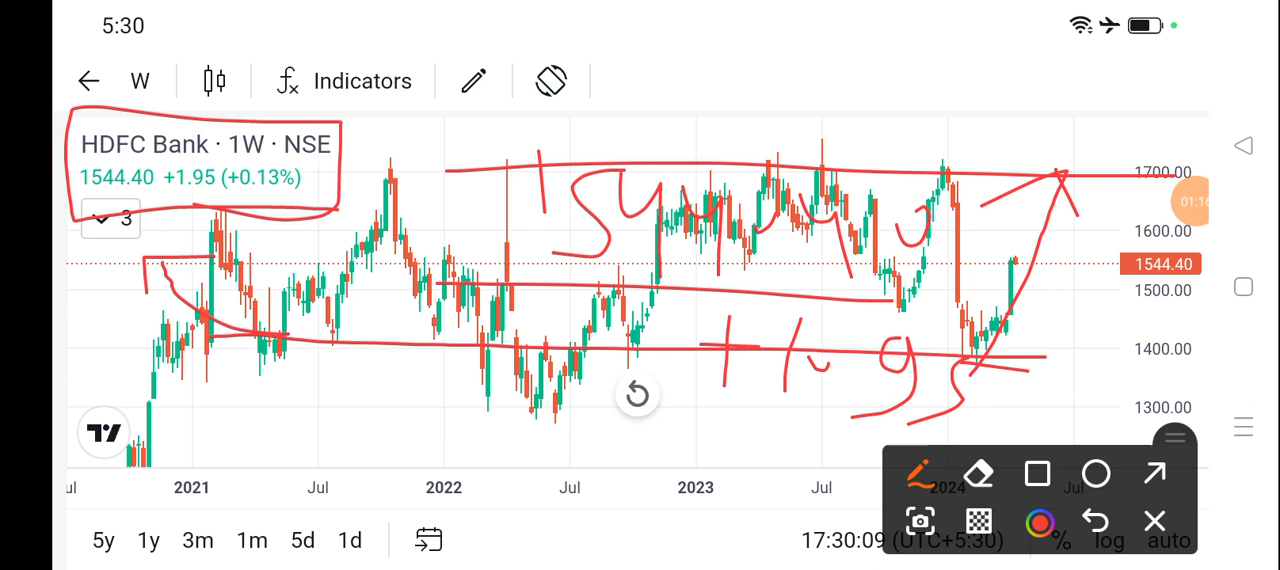 5:30
W Indicators
HDFC Bank · 1W · NSE
1544.40 +1.95 (+0.13%)
3
1700.00
1600.00
1544.40
1500.00
1400.00
1300.00
2021 Jul 2022 Jul 2023 Jul 2024 Jul
5y 1y 3m 1m 5d 1d 17:30:09 (UTC+5:30) % log auto